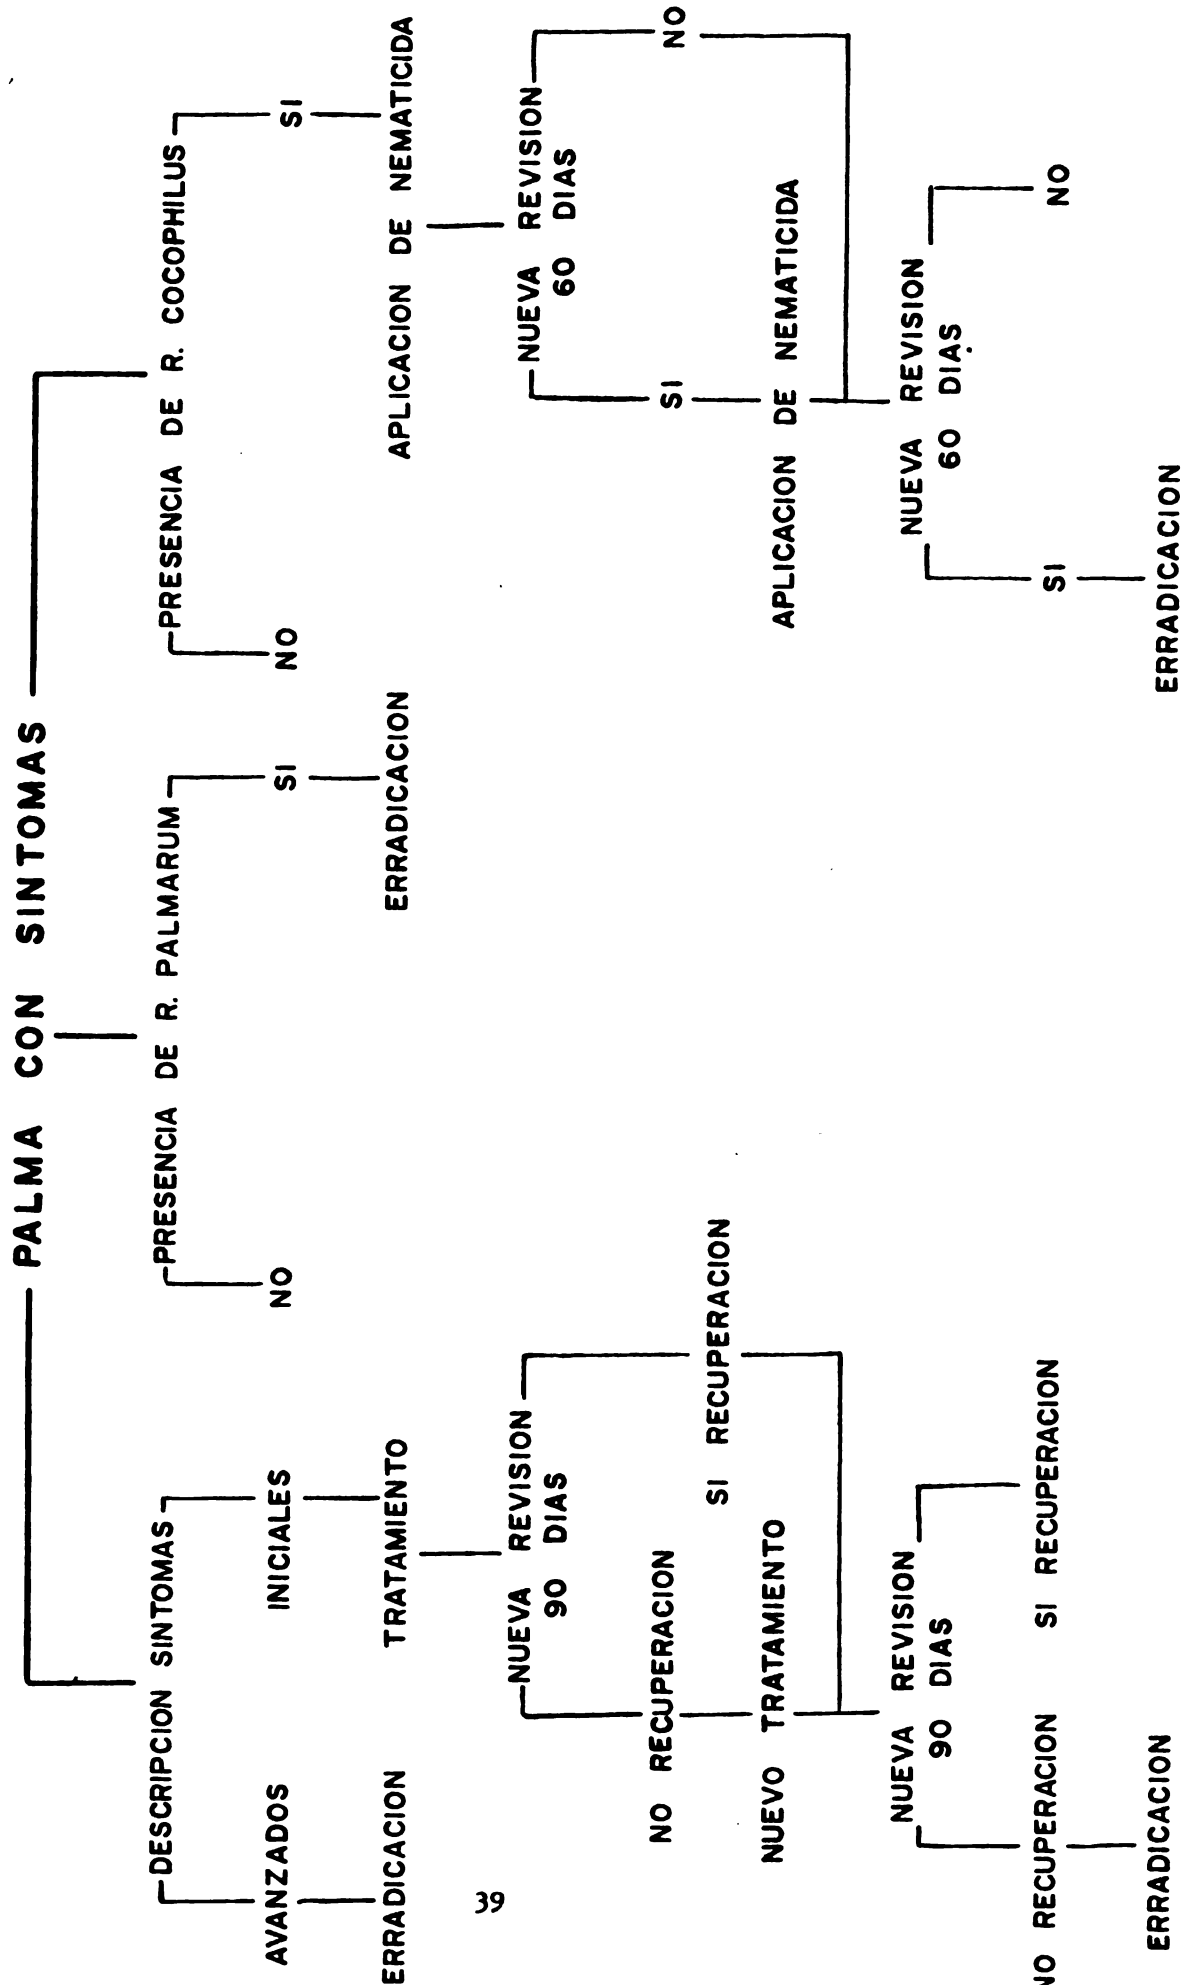 PALMA CON SINTOMAS
DESCRIPCION SINTOMAS
AVANZADOS
ERRADICACION
INICIALES
TRATAMIENTO
NUEVA REVISION
90 DIAS
NO RECUPERACION
NUEVO TRATAMIENTO
SI RECUPERACION
NUEVA REVISION
90 DIAS
NO RECUPERACION
ERRADICACION
SI RECUPERACION
PRESENCIA DE R. PALMARUM
NO
SI
ERRADICACION
PRESENCIA DE R. COCOPHILUS
NO
SI
APLICACION DE NEMATICIDA
NUEVA REVISION
60 DIAS
SI
APLICACION DE NEMATICIDA
NO
NUEVA REVISION
60 DIAS
SI
ERRADICACION
NO
39